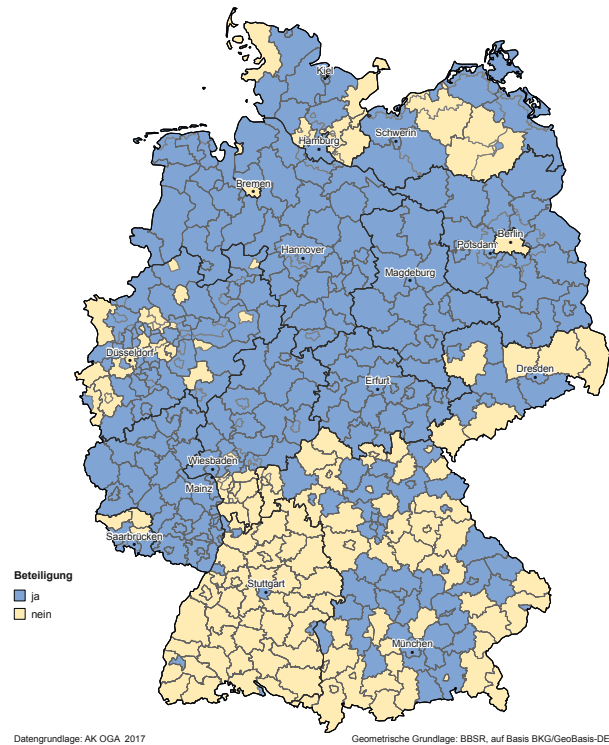 Kiel
Schwerin
Hamburg
Bremen
Berlin
Potsdam
Hannover
Magdeburg
Düsseldorf
Dresden
Erfurt
Wiesbaden
Mainz
Saarbrücken
Stuttgart
München
Beteiligung
ja
nein
Datengrundlage: AK OGA 2017
Geometrische Grundlage: BBSR, auf Basis BKG/GeoBasis-DE